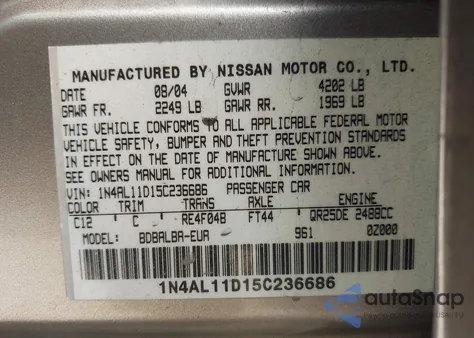 MANUFACTURED BY NISSAN MOTOR CO., LTD.
DATE 08/04 GVWR 4202 LB
GAWR FR. 2249 LB GAWR RR. 1969 LB
THIS VEHICLE CONFORMS TO ALL APPLICABLE FEDERAL MOTOR
VEHICLE SAFETY, BUMPER AND THEFT PREVENTION STANDARDS
IN EFFECT ON THE DATE OF MANUFACTURE SHOWN ABOVE.
SEE OWNERS MANUAL FOR ADDITIONAL INFORMATION.
VIN: 1N4AL11D15C236686 PASSENGER CAR
COLOR TRIM TRANS AXLE ENGINE
C12 C RE4F04B FT44 QR25DE 2488CC
MODEL: BDBALBA-EUA 961 0Z000
1N4AL11D15C236686
autoSnap